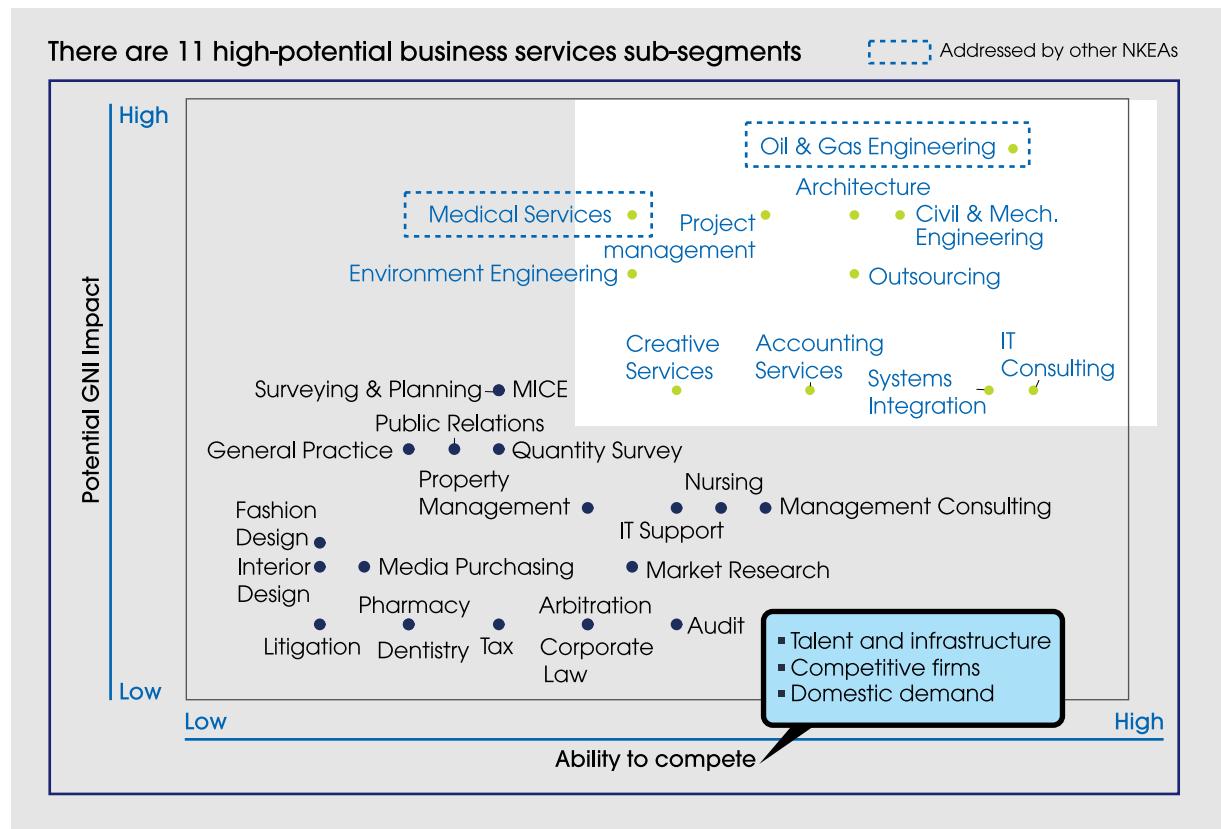 There are 11 high-potential business services sub-segments
Addressed by other NKEAs
High
Oil & Gas Engineering
Architecture
Medical Services
Project
management
Civil & Mech.
Engineering
Environment Engineering
Outsourcing
Creative
Services
Accounting
Services
Systems
Integration
IT
Consulting
Surveying & Planning
MICE
Public Relations
General Practice
Quantity Survey
Property
Management
Nursing
IT Support
Management Consulting
Fashion
Design
Interior
Design
Media Purchasing
Market Research
Pharmacy
Arbitration
Litigation
Dentistry
Tax
Corporate
Law
Audit
Potential GNI Impact
Low
▪ Talent and infrastructure
▪ Competitive firms
▪ Domestic demand
Low
High
Ability to compete